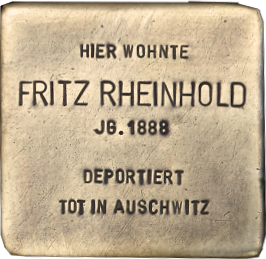 HIER WOHNTE
FRITZ RHEINHOLD
JG. 1888
DEPORTIERT
TOT IN AUSCHWITZ